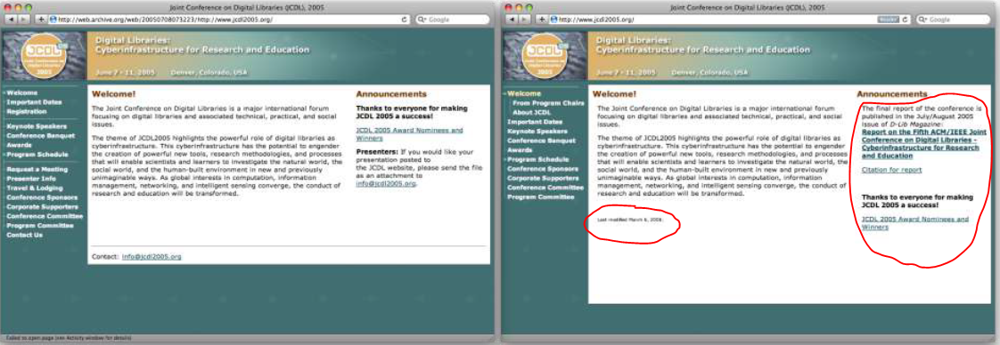 Joint Conference on Digital Libraries (JCDL), 2005
http://web.archive.org/web/20050708073223/http://www.jcdl2005.org/
Google
JCDL
Joint Conference on
Digital Libraries
2005
Digital Libraries:
Cyberinfrastructure for Research and Education
June 7 - 11, 2005 Denver, Colorado, USA
Welcome
Important Dates
Registration
Keynote Speakers
Conference Banquet
Awards
Program Schedule
Request a Meeting
Presenter Info
Travel & Lodging
Conference Sponsors
Corporate Supporters
Conference Committee
Program Committee
Contact Us
Welcome!
The Joint Conference on Digital Libraries is a major international forum
focusing on digital libraries and associated technical, practical, and social
issues.
The theme of JCDL2005 highlights the powerful role of digital libraries as
cyberinfrastructure. This cyberinfrastructure has the potential to engender
the creation of powerful new tools, research methodologies, and processes
that will enable scientists and learners to investigate the natural world, the
social world, and the human-built environment in new and previously
unimaginable ways. As global interests in computation, information
management, networking, and intelligent sensing converge, the conduct of
research and education will be transformed.
Announcements
Thanks to everyone for making
JCDL 2005 a success!
JCDL 2005 Award Nominees and
Winners
Presenters: If you would like your
presentation posted to
the JCDL website, please send the file
as an attachment to
info@jcdl2005.org.
Contact: info@jcdl2005.org
Failed to open page (see Activity window for details)
Joint Conference on Digital Libraries (JCDL), 2005
http://www.jcdl2005.org/
Reader
Google
JCDL
Joint Conference on
Digital Libraries
2005
Digital Libraries:
Cyberinfrastructure for Research and Education
June 7 - 11, 2005 Denver, Colorado, USA
Welcome
From Program Chairs
About JCDL
Important Dates
Keynote Speakers
Conference Banquet
Awards
Program Schedule
Conference Sponsors
Corporate Supporters
Conference Committee
Program Committee
Welcome!
The Joint Conference on Digital Libraries is a major international forum
focusing on digital libraries and associated technical, practical, and social
issues.
The theme of JCDL2005 highlights the powerful role of digital libraries as
cyberinfrastructure. This cyberinfrastructure has the potential to engender
the creation of powerful new tools, research methodologies, and processes
that will enable scientists and learners to investigate the natural world, the
social world, and the human-built environment in new and previously
unimaginable ways. As global interests in computation, information
management, networking, and intelligent sensing converge, the conduct of
research and education will be transformed.
Last modified March 6, 2008.
Announcements
The final report of the conference is
published in the July/August 2005
issue of D-Lib Magazine:
Report on the Fifth ACM/IEEE Joint
Conference on Digital Libraries -
Cyberinfrastructure for Research
and Education
Citation for report
Thanks to everyone for making
JCDL 2005 a success!
JCDL 2005 Award Nominees and
Winners